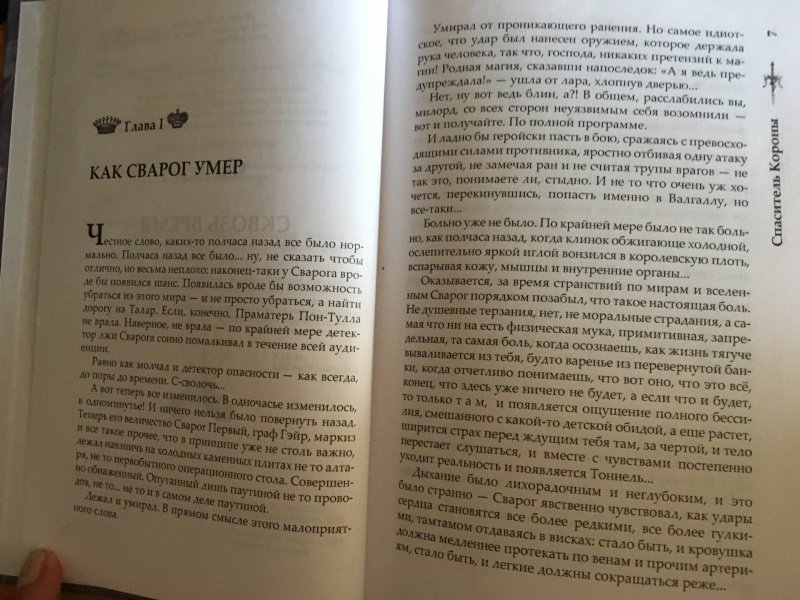 Глава I
КАК СВАРОГ УМЕР
Честное слово, каких-то полчаса назад все было нор-
мально. Полчаса назад все было... ну, не сказать чтобы
отлично, но весьма неплохо: наконец-таки у Сварога вро-
де бы появился шанс. Появилась вроде бы возможность
убраться из этого мира — и не просто убраться, а найти
дорогу на Талар. Если, конечно, Праматерь Пон-Тулла
не врала. Наверное, не врала — по крайней мере детек-
тор лжи Сварога сонно помалкивал в течение всей ауди-
енции.
Равно как молчал и детектор опасности — как всегда,
до поры до времени. С-сволочь...
А вот теперь все изменилось. В одночасье изменилось,
в одноминутье! И ничего нельзя было повернуть назад.
Теперь его величество Сварог Первый, граф Гэйр, маркиз
и все такое прочее, что в принципе уже не столь важно,
лежал навзничь на холодных каменных плитах не то алта-
ря, не то первобытного операционного стола. Совершен-
но обнаженный. Опутанный лишь паутиной не то прово-
дов, не то... не то и в самом деле паутиной.
Лежал и умирал. В прямом смысле этого малоприят-
ного слова.
Умирал от проникающего ранения. Но самое идиот-
ское, что удар был нанесен оружием, которое держала
рука человека, так что, господа, никаких претензий к ма-
гии! Родная магия, сказавши напоследок: «А я ведь пре-
дупреждала!» — ушла от лара, хлопнув дверью...
Нет, ну вот ведь блин, а?! В общем, расслабились вы,
милорд, со всех сторон неуязвимым себя возомнили —
вот и получайте. По полной программе.
И ладно бы геройски пасть в бою, сражаясь с превосхо-
дящими силами противника, яростно отбивая одну атаку
за другой, не замечая ран и не считая трупы врагов — не
так это, понимаете ли, стыдно. И не то что очень уж хо-
чется, перекинувшись, попасть именно в Валгаллу, но
все-таки...
Больно уже не было. По крайней мере было не так боль-
но, как полчаса назад, когда клинок обжигающе холодной,
ослепительно яркой иглой вонзился в королевскую плоть,
вспарывая кожу, мышцы и внутренние органы...
Оказывается, за время странствий по мирам и вселен-
ным Сварог порядком позабыл, что такое настоящая боль.
Не душевные терзания, нет, не моральные страдания, а са-
мая что ни на есть физическая мука, примитивная, запре-
дельная, та самая боль, когда осознаешь, как жизнь тягуче
вываливается из тебя, будто варенье из перевернутой бан-
ки, когда отчетливо понимаешь, что вот оно, что это всё,
конец, что здесь уже ничего не будет, а если что и будет,
то только т а м, и появляется ощущение полного бесси-
лия, смешанного с какой-то детской обидой, а еще растет,
ширится страх перед ждущим тебя там, за чертой, и тело
перестает слушаться, и вместе с чувствами постепенно
уходит реальность и появляется Тоннель...
Дыхание было лихорадочным и неглубоким, и это
было странно — Сварог явственно чувствовал, как удары
сердца становятся все более редкими, все более гулки-
ми, тамтамом отдаваясь в висках; стало быть, и кровушка
должна медленнее протекать по венам и прочим артери-
ям, стало быть, и легкие должны сокращаться реже...
7
Спаситель Короны